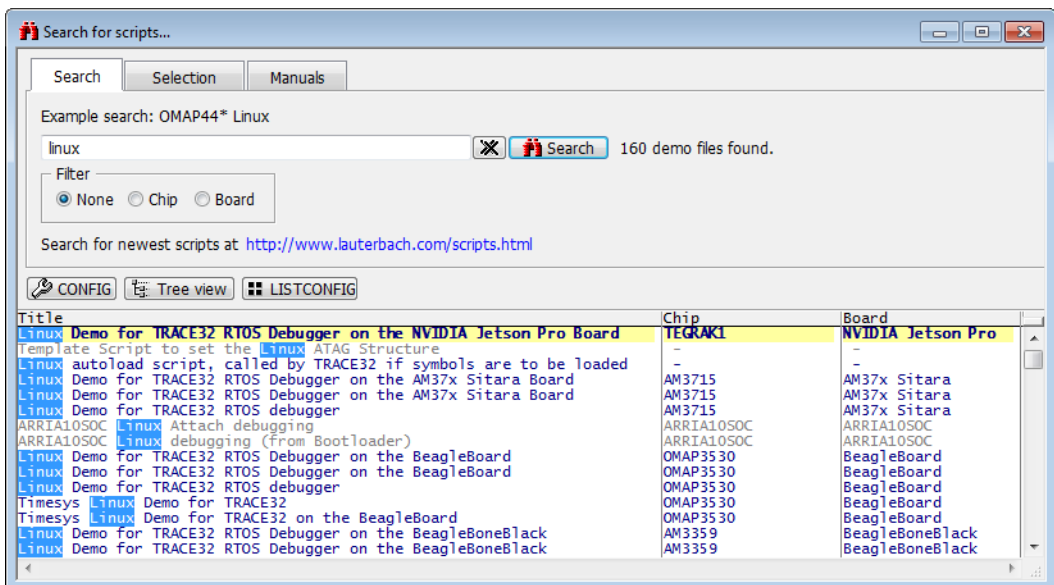 Search for scripts...
Search Selection Manuals
Example search: OMAP44* Linux
linux Search 160 demo files found.
Filter
None Chip Board
Search for newest scripts at http://www.lauterbach.com/scripts.html
CONFIG Tree view LISTCONFIG
Title Chip Board
Linux Demo for TRACE32 RTOS Debugger on the NVIDIA Jetson Pro Board TEGRAK1 NVIDIA Jetson Pro
Template Script to set the Linux ATAG Structure - -
Linux autoload script, called by TRACE32 if symbols are to be loaded - -
Linux Demo for TRACE32 RTOS Debugger on the AM37x Sitara Board AM3715 AM37x Sitara
Linux Demo for TRACE32 RTOS Debugger on the AM37x Sitara Board AM3715 AM37x Sitara
Linux Demo for TRACE32 RTOS debugger AM3715 AM37x Sitara
ARRIA10SOC Linux Attach debugging ARRIA10SOC ARRIA10SOC
ARRIA10SOC Linux debugging (from Bootloader) ARRIA10SOC ARRIA10SOC
Linux Demo for TRACE32 RTOS Debugger on the BeagleBoard OMAP3530 BeagleBoard
Linux Demo for TRACE32 RTOS Debugger on the BeagleBoard OMAP3530 BeagleBoard
Linux Demo for TRACE32 RTOS debugger OMAP3530 BeagleBoard
Timesys Linux Demo for TRACE32 OMAP3530 BeagleBoard
Timesys Linux Demo for TRACE32 on the BeagleBoard OMAP3530 BeagleBoard
Linux Demo for TRACE32 RTOS Debugger on the BeagleBoneBlack AM3359 BeagleBoneBlack
Linux Demo for TRACE32 RTOS Debugger on the BeagleBoneBlack AM3359 BeagleBoneBlack